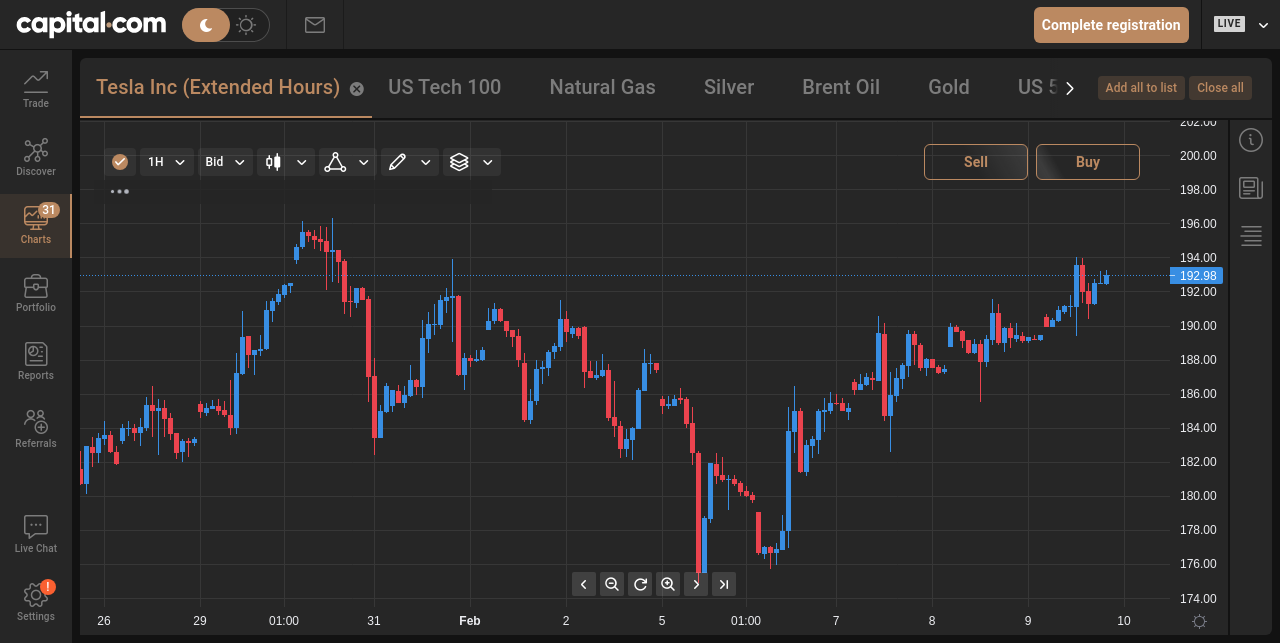 capital.com
Complete registration
LIVE
Trade
Discover
31
Charts
Portfolio
Reports
Referrals
Live Chat
!
Settings
Tesla Inc (Extended Hours)
US Tech 100
Natural Gas
Silver
Brent Oil
Gold
US 5
Add all to list
Close all
1H
Bid
Sell
Buy
202.00
200.00
198.00
196.00
194.00
192.98
192.00
190.00
188.00
186.00
184.00
182.00
180.00
178.00
176.00
174.00
26
29
01:00
31
Feb
2
5
01:00
7
8
9
10